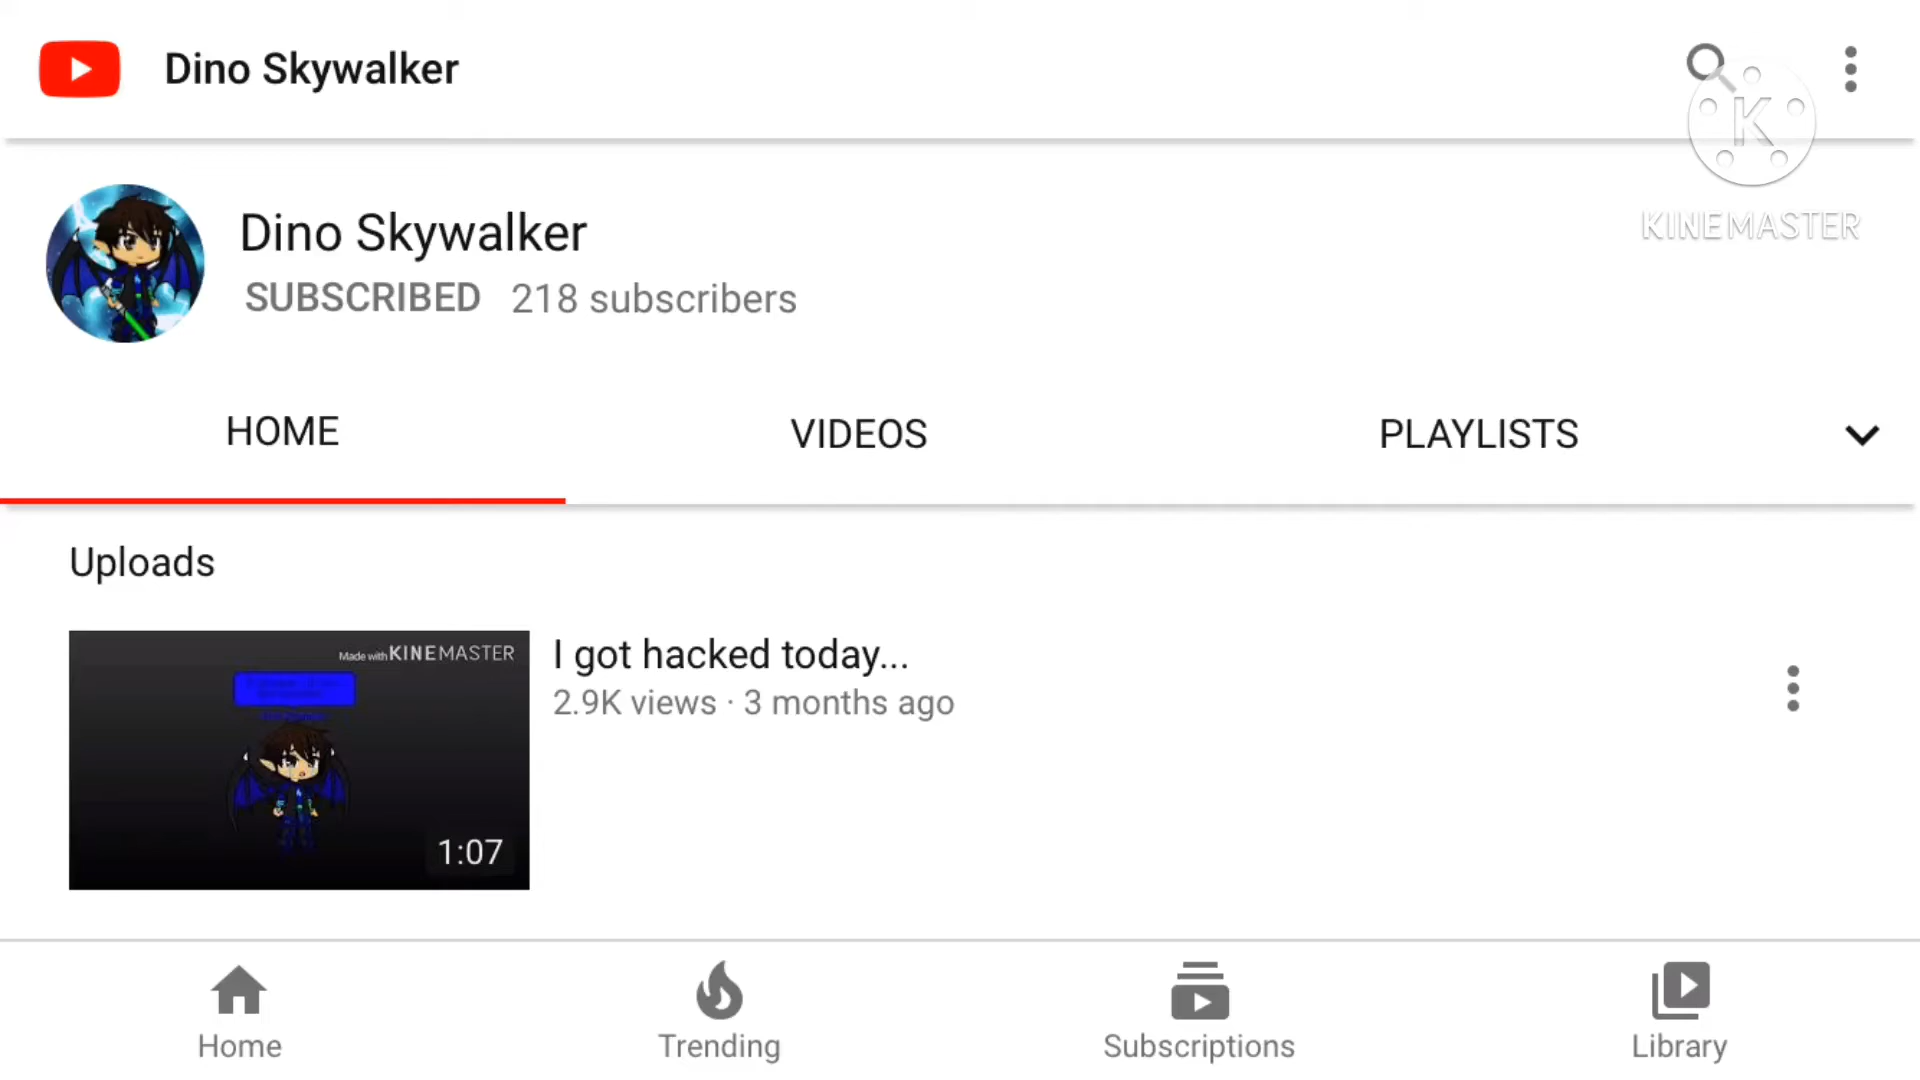 Dino Skywalker
K
KINEMASTER
Dino Skywalker
SUBSCRIBED 218 subscribers
HOME VIDEOS PLAYLISTS
Uploads
Made with KINEMASTER
1:07
I got hacked today...
2.9K views · 3 months ago
Home Trending Subscriptions Library